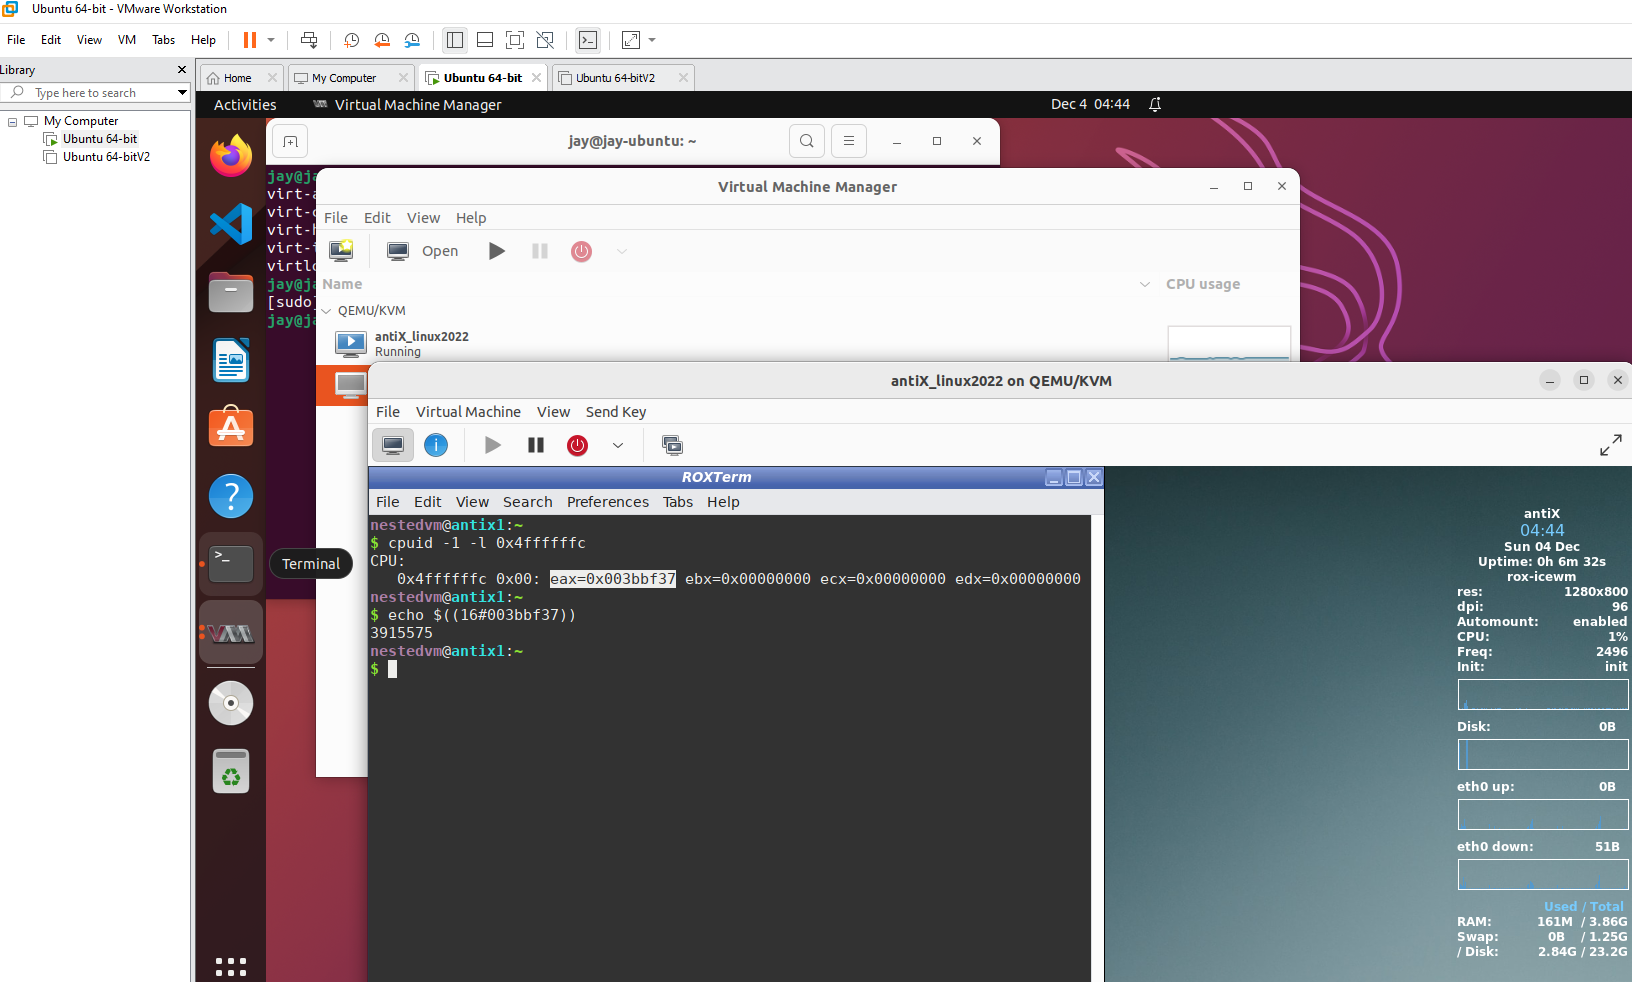 Ubuntu 64-bit - VMware Workstation
File Edit View VM Tabs Help
Library
Type here to search
My Computer
Ubuntu 64-bit
Ubuntu 64-bitV2
Home My Computer Ubuntu 64-bit Ubuntu 64-bitV2
Activities Virtual Machine Manager Dec 4 04:44
jay@jay-ubuntu: ~
jay@ja
virt-a
virt-c
virt-h
virt-i
virtlo
jay@ja
[sudo]
jay@ja
Virtual Machine Manager
File Edit View Help
Open
Name CPU usage
QEMU/KVM
antiX_linux2022
Running
Terminal
antiX_linux2022 on QEMU/KVM
File Virtual Machine View Send Key
ROXTerm
File Edit View Search Preferences Tabs Help
nestedvm@antix1:~
$ cpuid -1 -l 0x4ffffffc
CPU:
0x4ffffffc 0x00: eax=0x003bbf37 ebx=0x00000000 ecx=0x00000000 edx=0x00000000
nestedvm@antix1:~
$ echo $((16#003bbf37))
3915575
nestedvm@antix1:~
$
antiX
04:44
Sun 04 Dec
Uptime: 0h 6m 32s
rox-icewm
res: 1280x800
dpi: 96
Automount: enabled
CPU: 1%
Freq: 2496
Init: init
Disk: 0B
eth0 up: 0B
eth0 down: 51B
Used / Total
RAM: 161M / 3.86G
Swap: 0B / 1.25G
/ Disk: 2.84G / 23.2G